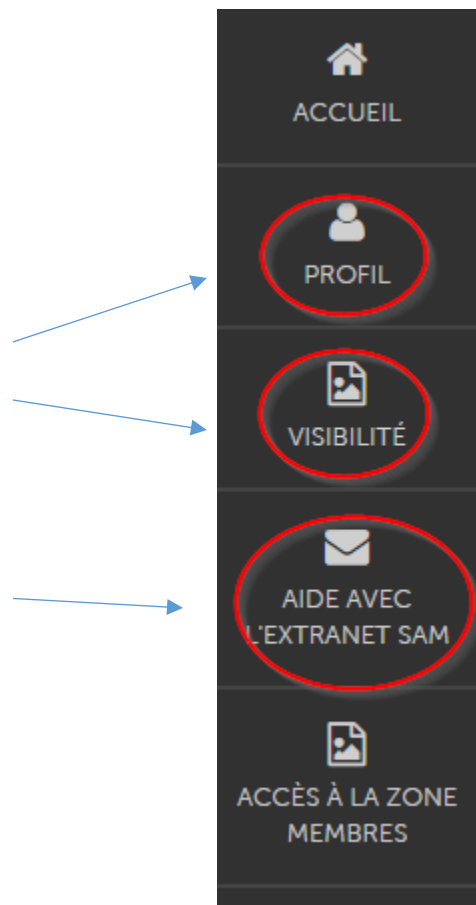 ACCUEIL
PROFIL
VISIBILITÉ
AIDE AVEC
L'EXTRANET SAM
ACCÈS À LA ZONE
MEMBRES